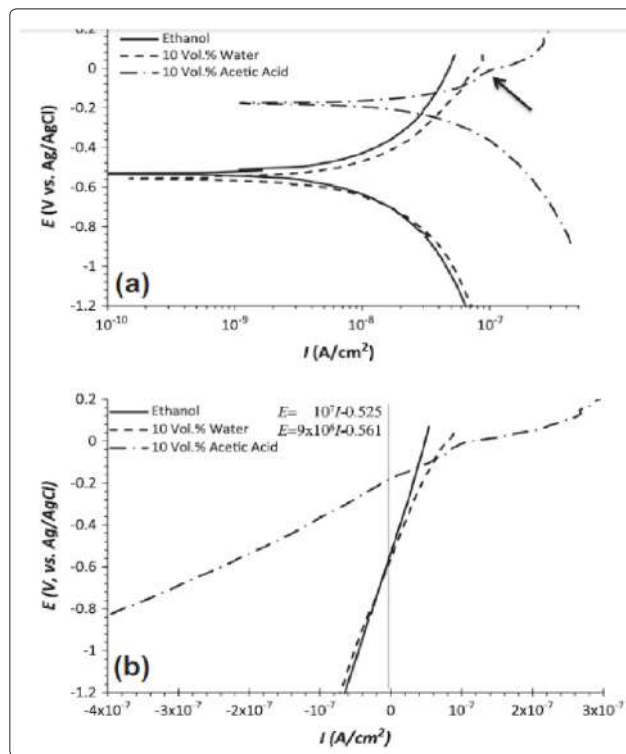 0.2
0
-0.2
-0.4
-0.6
-0.8
-1
-1.2
E (V vs. Ag/AgCl)
Ethanol
10 Vol.% Water
10 Vol.% Acetic Acid
(a)
10⁻¹⁰ 10⁻⁹ 10⁻⁸ 10⁻⁷
I (A/cm²)
0.2
0
-0.2
-0.4
-0.6
-0.8
-1
-1.2
E (V, vs. Ag/AgCl)
Ethanol E= 10⁷I-0.525
10 Vol.% Water E=9x10⁶I-0.561
10 Vol.% Acetic Acid
(b)
-4x10⁻⁷ -3x10⁻⁷ -2x10⁻⁷ -10⁻⁷ 0 10⁻⁷ 2x10⁻⁷ 3x10⁻⁷
I (A/cm²)